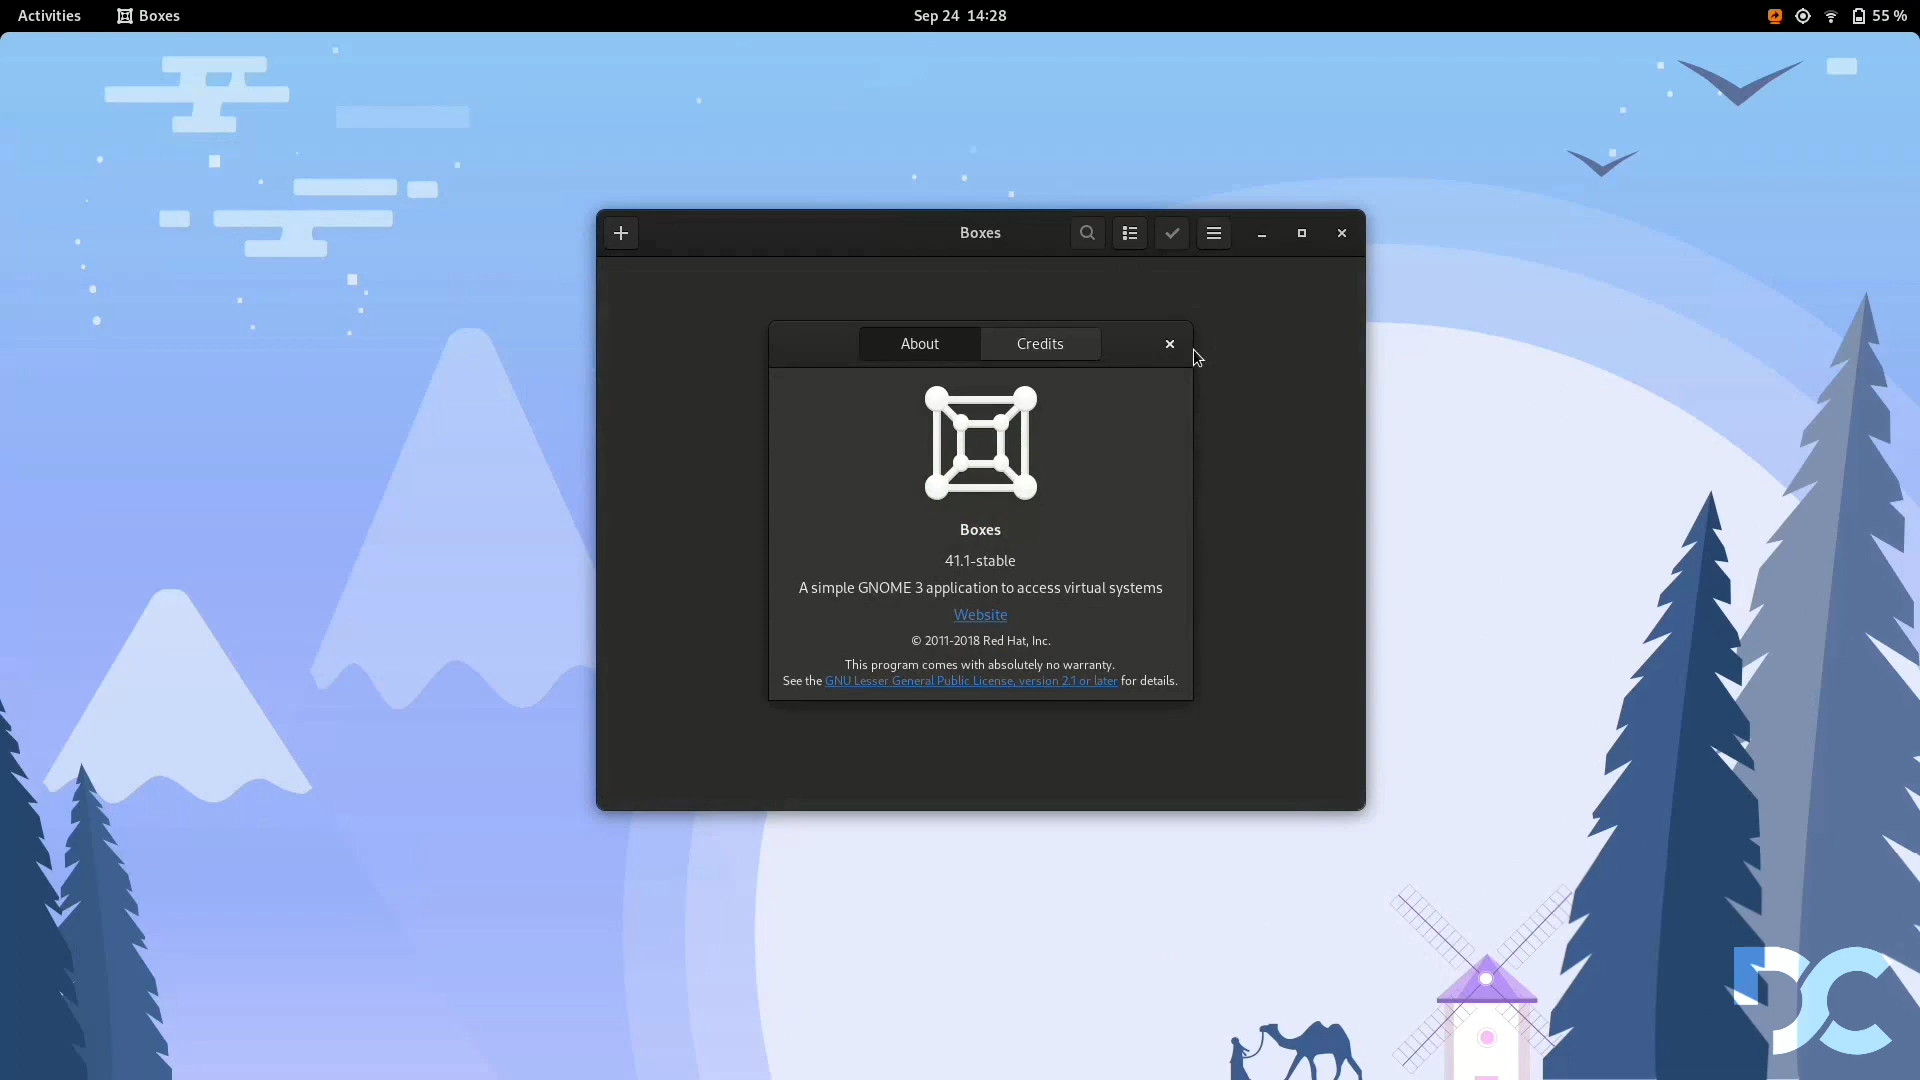 Activities
Boxes
Sep 24 14:28
55 %
Boxes
About
Credits
Boxes
41.1-stable
A simple GNOME 3 application to access virtual systems
Website
© 2011-2018 Red Hat, Inc.
This program comes with absolutely no warranty.
See the GNU Lesser General Public License, version 2.1 or later for details.
DC